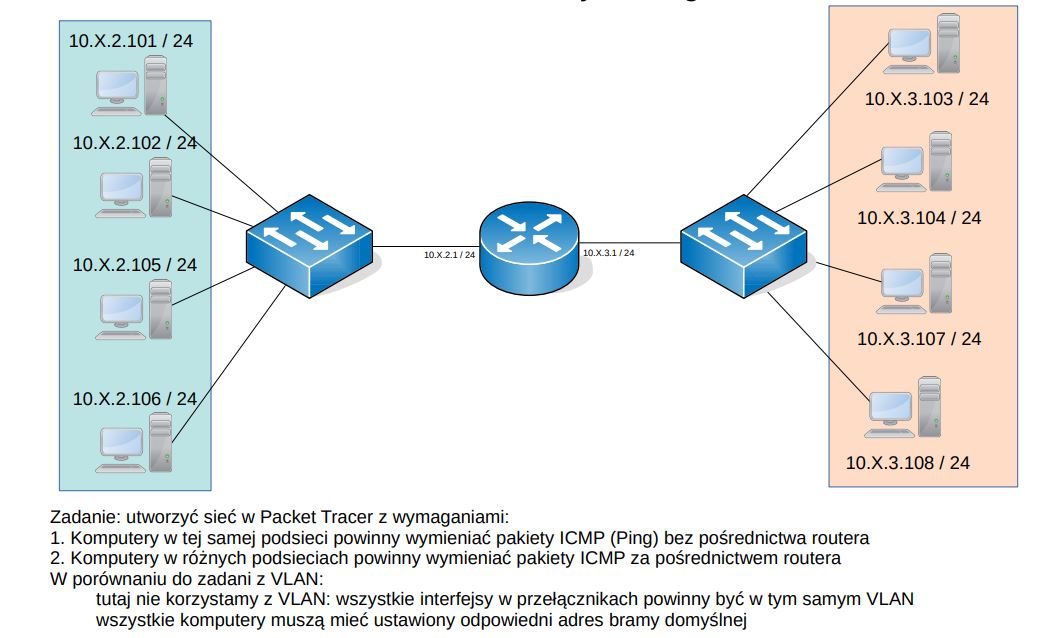 10.X.2.101 / 24
10.X.2.102 / 24
10.X.2.105 / 24
10.X.2.106 / 24
10.X.2.1 / 24
10.X.3.1 / 24
10.X.3.103 / 24
10.X.3.104 / 24
10.X.3.107 / 24
10.X.3.108 / 24
Zadanie: utworzyć sieć w Packet Tracer z wymaganiami:
1. Komputery w tej samej podsieci powinny wymieniać pakiety ICMP (Ping) bez pośrednictwa routera
2. Komputery w różnych podsieciach powinny wymieniać pakiety ICMP za pośrednictwem routera
W porównaniu do zadani z VLAN:
tutaj nie korzystamy z VLAN: wszystkie interfejsy w przełącznikach powinny być w tym samym VLAN
wszystkie komputery muszą mieć ustawiony odpowiedni adres bramy domyślnej